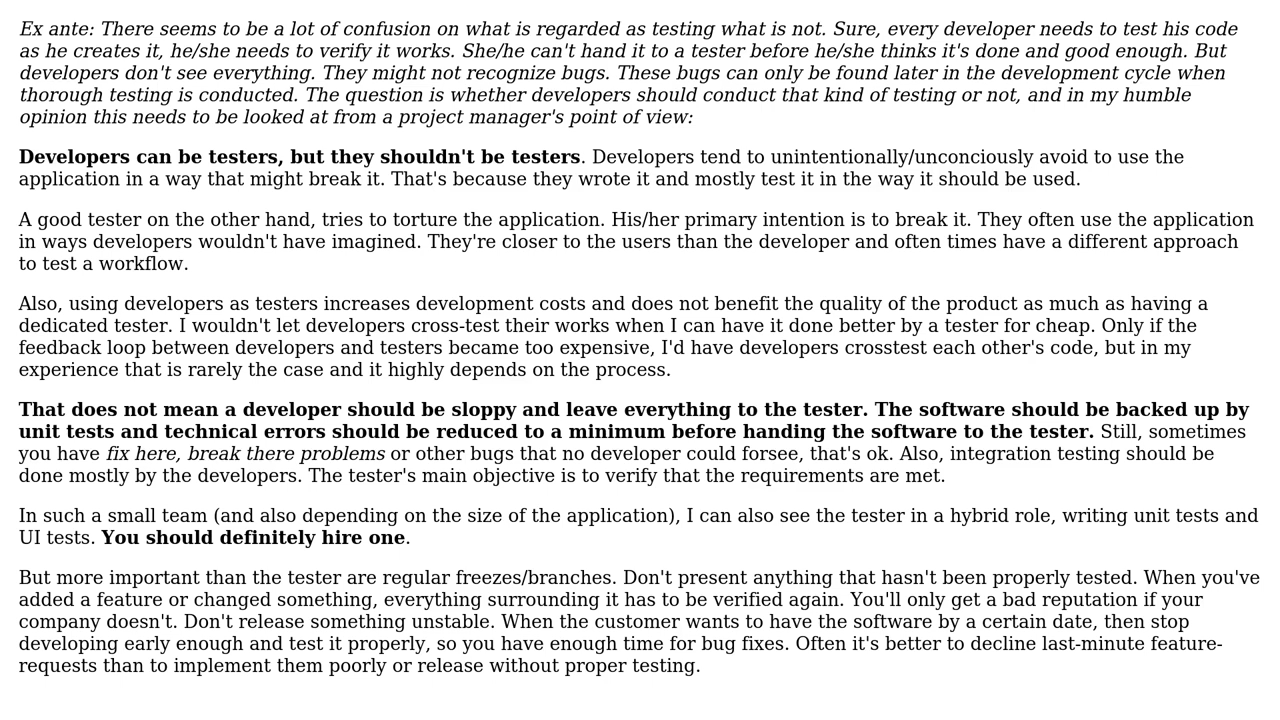 Ex ante: There seems to be a lot of confusion on what is regarded as testing what is not. Sure, every developer needs to test his code
as he creates it, he/she needs to verify it works. She/he can't hand it to a tester before he/she thinks it's done and good enough. But
developers don't see everything. They might not recognize bugs. These bugs can only be found later in the development cycle when
thorough testing is conducted. The question is whether developers should conduct that kind of testing or not, and in my humble
opinion this needs to be looked at from a project manager's point of view:
Developers can be testers, but they shouldn't be testers. Developers tend to unintentionally/unconciously avoid to use the
application in a way that might break it. That's because they wrote it and mostly test it in the way it should be used.
A good tester on the other hand, tries to torture the application. His/her primary intention is to break it. They often use the application
in ways developers wouldn't have imagined. They're closer to the users than the developer and often times have a different approach
to test a workflow.
Also, using developers as testers increases development costs and does not benefit the quality of the product as much as having a
dedicated tester. I wouldn't let developers cross-test their works when I can have it done better by a tester for cheap. Only if the
feedback loop between developers and testers became too expensive, I'd have developers crosstest each other's code, but in my
experience that is rarely the case and it highly depends on the process.
That does not mean a developer should be sloppy and leave everything to the tester. The software should be backed up by
unit tests and technical errors should be reduced to a minimum before handing the software to the tester. Still, sometimes
you have fix here, break there problems or other bugs that no developer could forsee, that's ok. Also, integration testing should be
done mostly by the developers. The tester's main objective is to verify that the requirements are met.
In such a small team (and also depending on the size of the application), I can also see the tester in a hybrid role, writing unit tests and
UI tests. You should definitely hire one.
But more important than the tester are regular freezes/branches. Don't present anything that hasn't been properly tested. When you've
added a feature or changed something, everything surrounding it has to be verified again. You'll only get a bad reputation if your
company doesn't. Don't release something unstable. When the customer wants to have the software by a certain date, then stop
developing early enough and test it properly, so you have enough time for bug fixes. Often it's better to decline last-minute feature-
requests than to implement them poorly or release without proper testing.